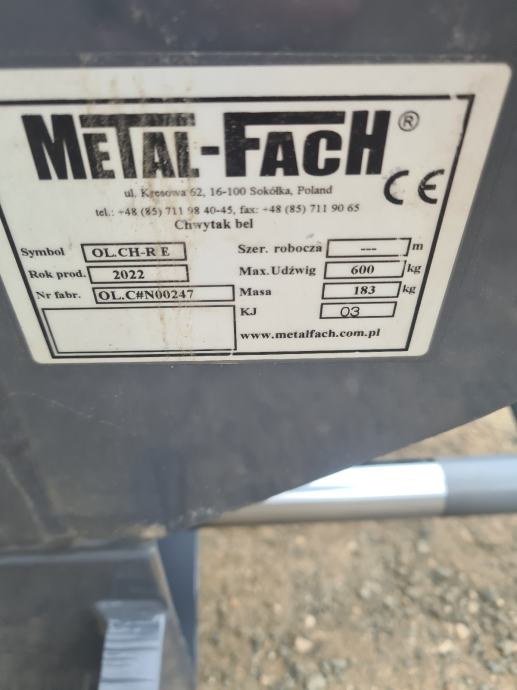 METAL-FACH®
ul. Kresowa 62, 16-100 Sokółka, Poland
tel.: +48 (85) 711 98 40-45, fax: +48 (85) 711 90 65
CE
Chwytak bel
Symbol OL.CH-R E Szer. robocza --- m
Rok prod. 2022 Max.Udźwig 600 kg
Nr fabr. OL.C#N00247 Masa 183 kg
KJ 03
www.metalfach.com.pl